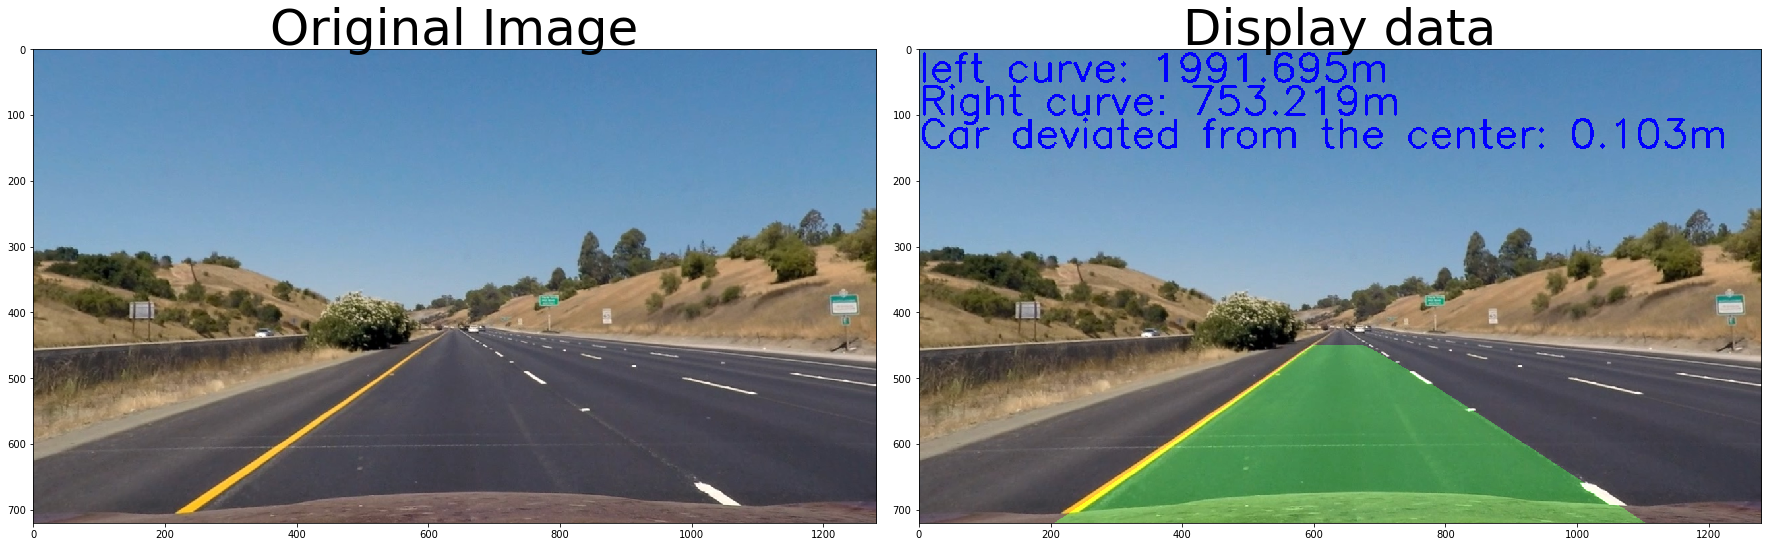 Original Image
0
100
200
300
400
500
600
700
0 200 400 600 800 1000 1200
Display data
left curve: 1991.695m
Right curve: 753.219m
Car deviated from the center: 0.103m
0
100
200
300
400
500
600
700
0 200 400 600 800 1000 1200